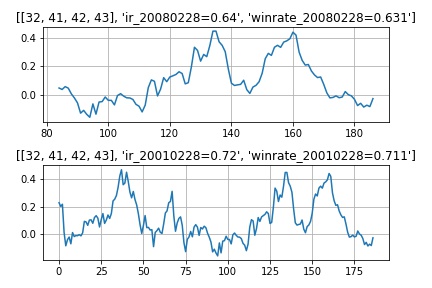 [[32, 41, 42, 43], 'ir_20080228=0.64', 'winrate_20080228=0.631']
0.4
0.2
0.0
80 100 120 140 160 180
[[32, 41, 42, 43], 'ir_20010228=0.72', 'winrate_20010228=0.711']
0.4
0.2
0.0
0 25 50 75 100 125 150 175